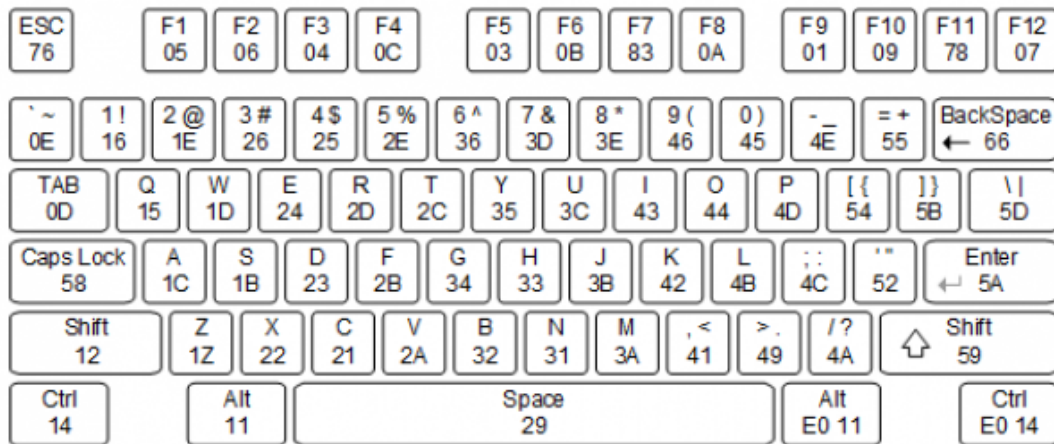 ESC F1 F2 F3 F4 F5 F6 F7 F8 F9 F10 F11 F12
76 05 06 04 0C 03 0B 83 0A 01 09 78 07
` ~ 1 ! 2 @ 3 # 4 $ 5 % 6 ^ 7 & 8 * 9 ( 0 ) - _ = + BackSpace
0E 16 1E 26 25 2E 36 3D 3E 46 45 4E 55 ← 66
TAB Q W E R T Y U I O P [ { ] } \ |
0D 15 1D 24 2D 2C 35 3C 43 44 4D 54 5B 5D
Caps Lock A S D F G H J K L ; : ' " Enter
58 1C 1B 23 2B 34 33 3B 42 4B 4C 52 ↵ 5A
Shift Z X C V B N M , < > . / ? Shift
12 1Z 22 21 2A 32 31 3A 41 49 4A 59
Ctrl Alt Space Alt Ctrl
14 11 29 E0 11 E0 14